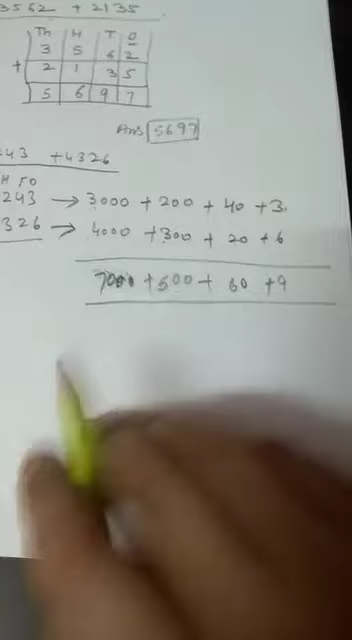 3562 + 2135
Th H T O
3 5 6 2
+ 2 1 3 5
5 6 9 7
Ans 5697
243 +4326
H T O
243 → 3000 + 200 + 40 + 3
326 → 4000 + 300 + 20 + 6
7000 + 500 + 60 + 9